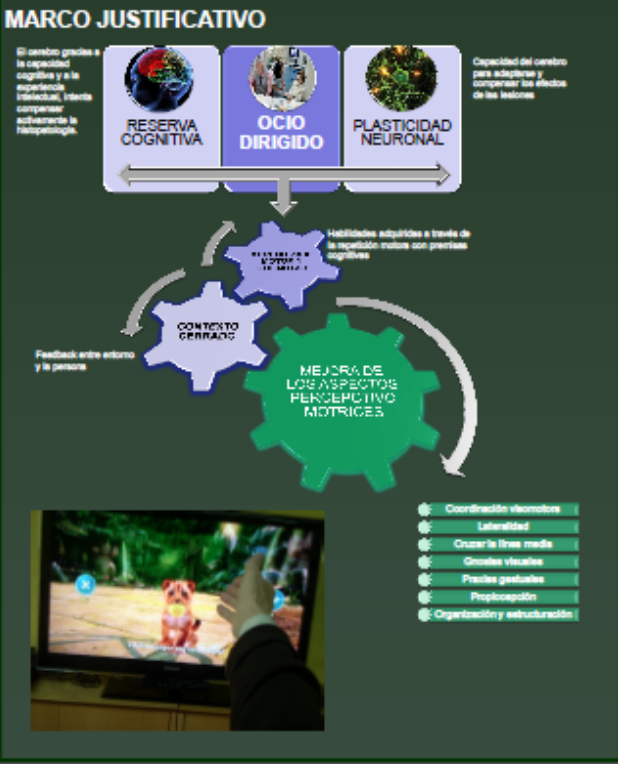 MARCO JUSTIFICATIVO
El cerebro gracias a
la capacidad
cognitiva y a la
experiencia
intelectual, intenta
compensar
activamente la
histopatología.
RESERVA
COGNITIVA
OCIO
DIRIGIDO
PLASTICIDAD
NEURONAL
Capacidad del cerebro
para adaptarse y
compensar los efectos
de las lesiones
Habilidades adquiridas a través de
la repetición motora con premisas
cognitivas
CONTEXTO
CERRADO
Feedback entre entorno
y la persona
MEJORA DE
LOS ASPECTOS
PERCEPCTIVO
MOTRICES
Coordinación visomotora
Lateralidad
Cruzar la línea media
Gnosias visuales
Praxias gestuales
Propiocepción
Organización y estructuración